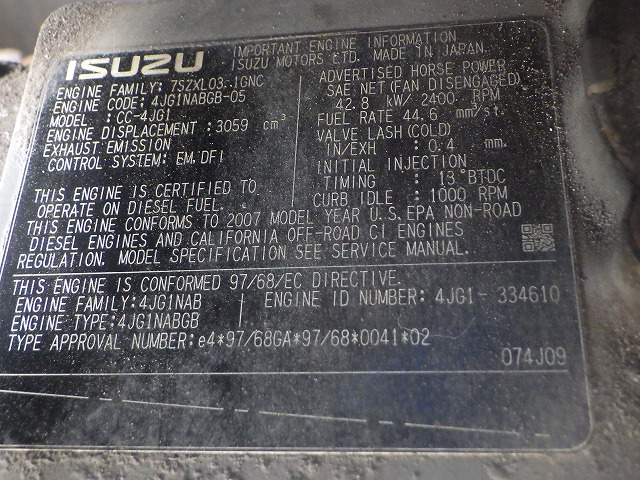 ISUZU
IMPORTANT ENGINE INFORMATION
ISUZU MOTORS LTD. MADE IN JAPAN.
ENGINE FAMILY: 7SZXL03.1GNC
ENGINE CODE: 4JG1NABGB-05
MODEL : CC-4JG1
ENGINE DISPLACEMENT : 3059 cm³
EXHAUST EMISSION
CONTROL SYSTEM: EM,DFI
ADVERTISED HORSE POWER
SAE:NET(FAN DISENGAGED)
42.8 kW/ 2400 RPM
FUEL RATE 44.6 mm³/st.
VALVE LASH(COLD)
IN/EXH : 0.4 mm.
INITIAL INJECTION
TIMING : 13°BTDC
CURB IDLE : 1000 RPM
THIS ENGINE IS CERTIFIED TO
OPERATE ON DIESEL FUEL.
THIS ENGINE CONFORMS TO 2007 MODEL YEAR U.S.EPA NON-ROAD
DIESEL ENGINES AND CALIFORNIA OFF-ROAD CI ENGINES
REGULATION. MODEL SPECIFICATION SEE SERVICE MANUAL.
THIS ENGINE IS CONFORMED 97/68/EC DIRECTIVE.
ENGINE FAMILY:4JG1NAB
ENGINE ID NUMBER: 4JG1- 334610
ENGINE TYPE:4JG1NABGB
TYPE APPROVAL NUMBER:e4*97/68GA*97/68*0041*02
074J09